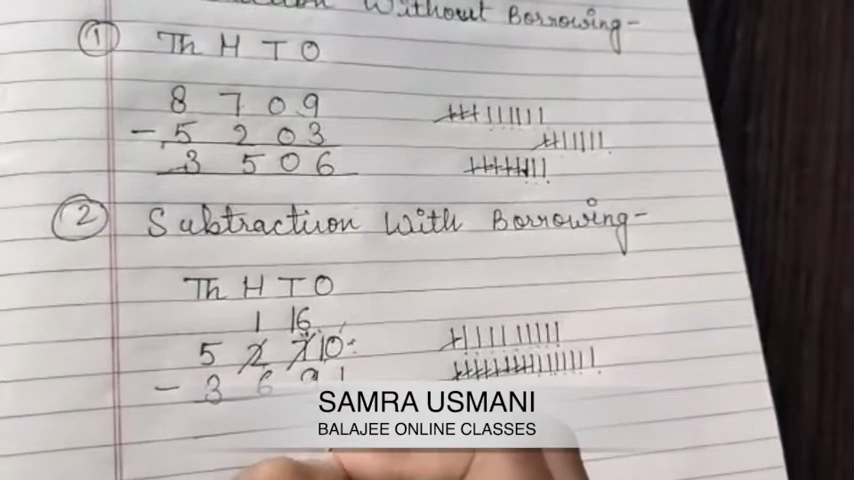 Without Borrowing-
1 Th H T O
8 7 0 9
- 5 2 0 3
3 5 0 6
2 Subtraction With Borrowing-
Th H T O
1 16
5 2 7 10
- 3 6 9 1
SAMRA USMANI
BALAJEE ONLINE CLASSES